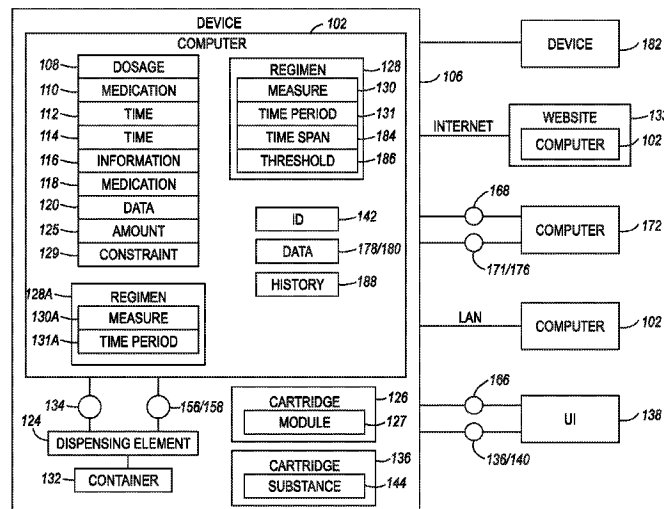 DEVICE
COMPUTER
102
108 DOSAGE
110 MEDICATION
112 TIME
114 TIME
116 INFORMATION
118 MEDICATION
120 DATA
125 AMOUNT
129 CONSTRAINT
REGIMEN 128
MEASURE 130
TIME PERIOD 131
TIME SPAN 184
THRESHOLD 186
ID 142
DATA 178/180
HISTORY 188
128A REGIMEN
130A MEASURE
131A TIME PERIOD
134
156/158
124 DISPENSING ELEMENT
132 CONTAINER
CARTRIDGE 126
MODULE 127
CARTRIDGE 136
SUBSTANCE 144
106
DEVICE 182
INTERNET
WEBSITE 133
COMPUTER 102
168
COMPUTER 172
171/176
LAN
COMPUTER 102
166
UI 138
136/140